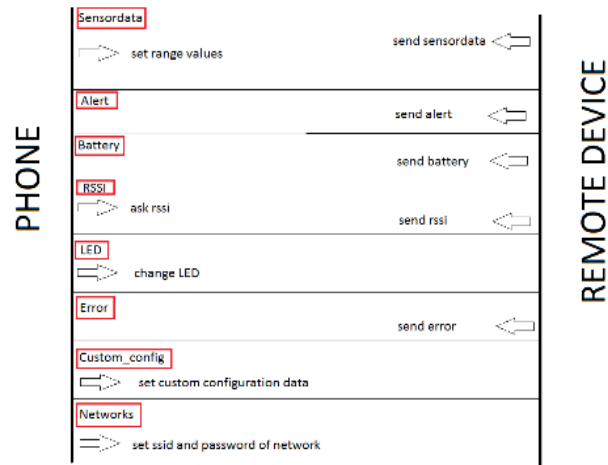 Sensordata
send sensordata
set range values
Alert
send alert
Battery
send battery
RSSI
ask rssi
send rssi
LED
change LED
Error
send error
Custom_config
set custom configuration data
Networks
set ssid and password of network
PHONE
REMOTE DEVICE